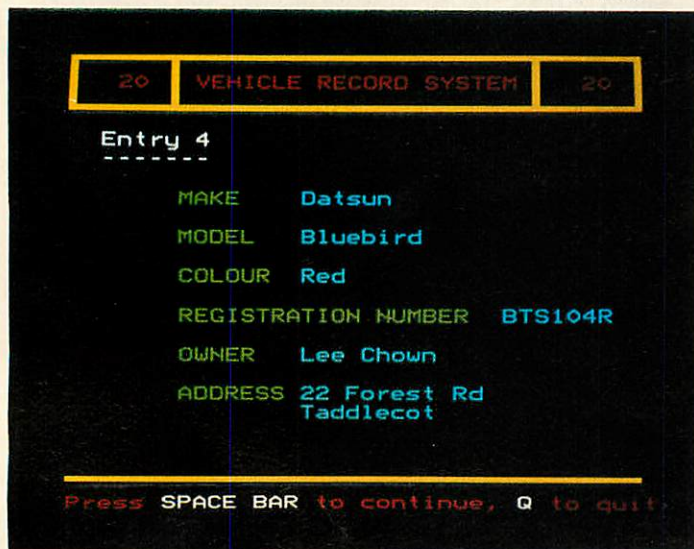 20 VEHICLE RECORD SYSTEM 20
Entry 4
-------
MAKE Datsun
MODEL Bluebird
COLOUR Red
REGISTRATION NUMBER BTS104R
OWNER Lee Chown
ADDRESS 22 Forest Rd
Taddlecot
Press SPACE BAR to continue, Q to quit.